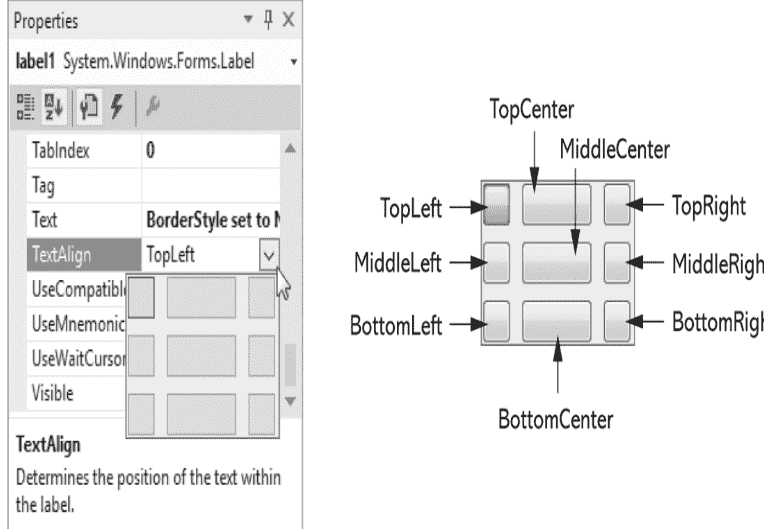 Properties
label1 System.Windows.Forms.Label
TabIndex 0
Tag
Text BorderStyle set to
TextAlign TopLeft
UseCompatible
UseMnemonic
UseWaitCursor
Visible
TextAlign
Determines the position of the text within
the label.
TopCenter
MiddleCenter
TopLeft
TopRight
MiddleLeft
MiddleRigh
BottomLeft
BottomRigh
BottomCenter